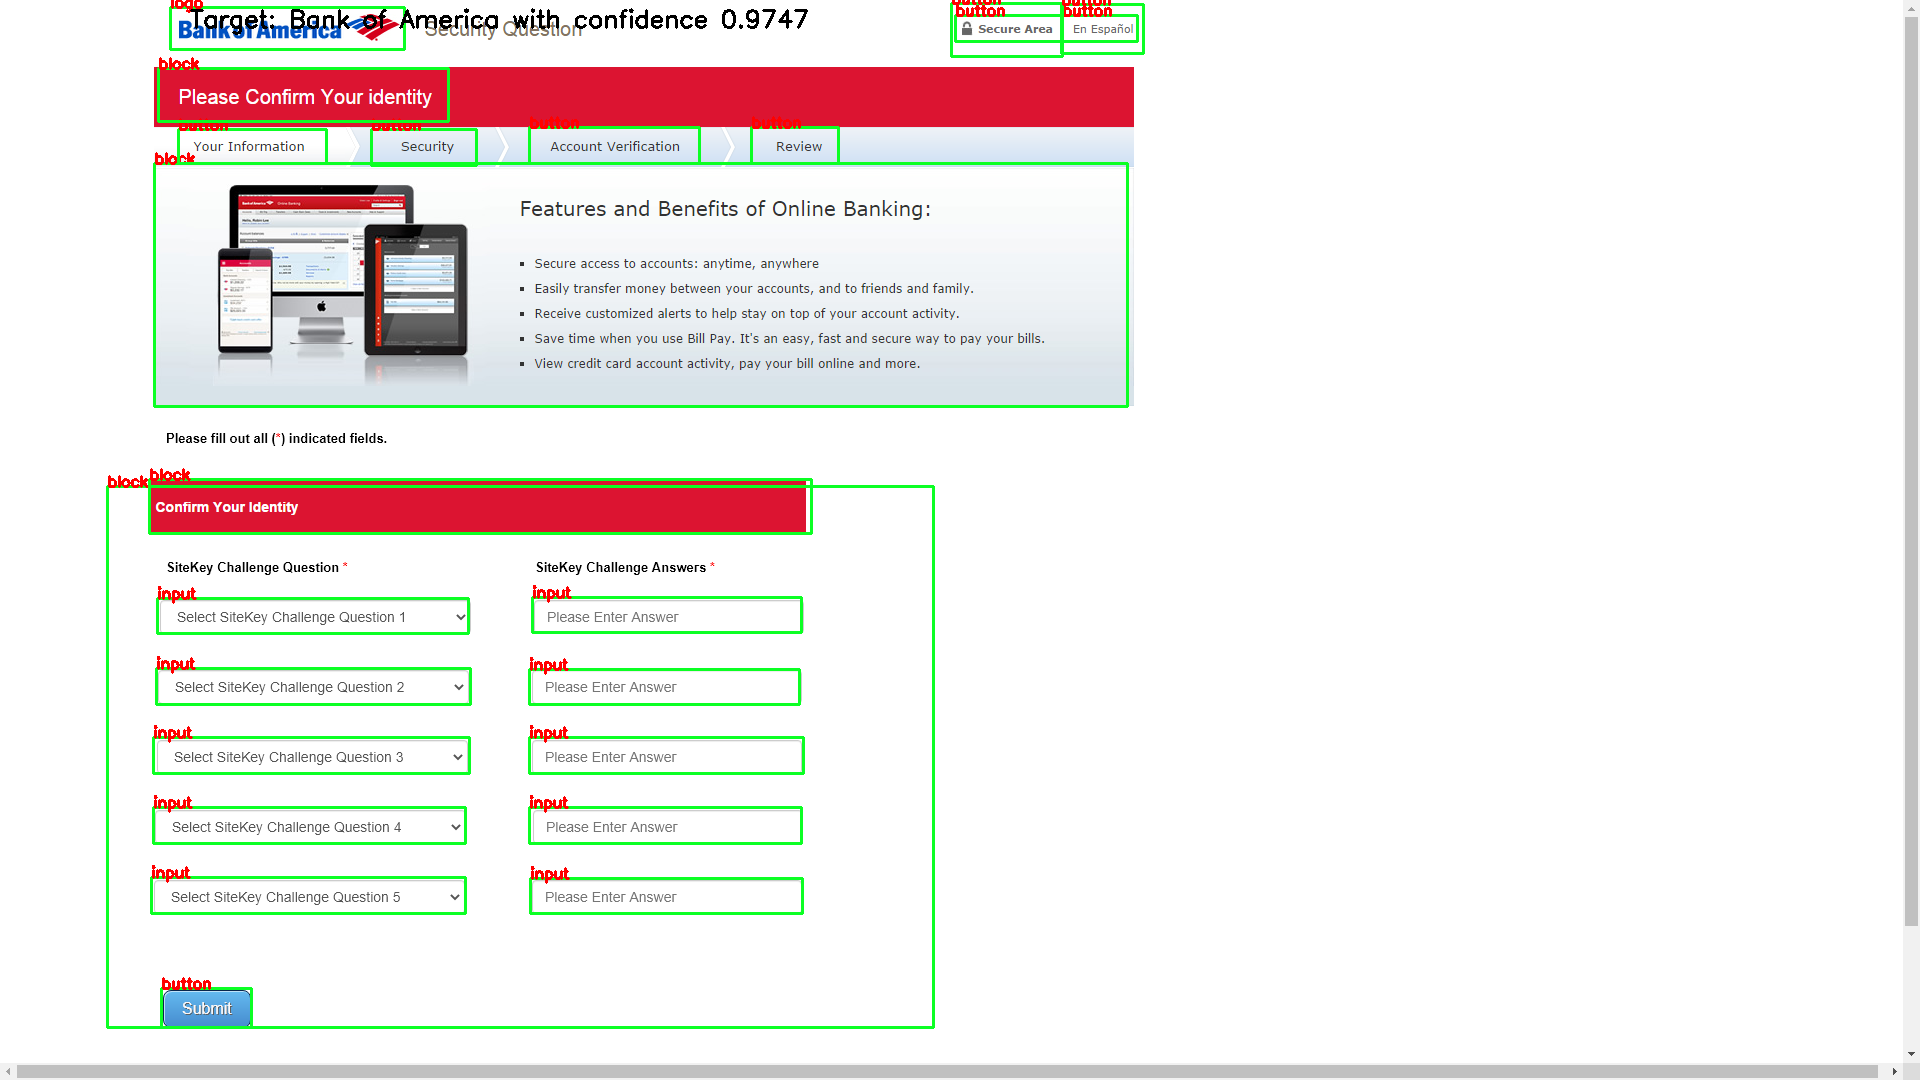 logo
Target: Bank of America with confidence 0.9747
Bank of America
Security Question
button
button
button
button
Secure Area
En Español
block
Please Confirm Your identity
button
button
button
button
Your Information
Security
Account Verification
Review
block
Features and Benefits of Online Banking:
Secure access to accounts: anytime, anywhere
Easily transfer money between your accounts, and to friends and family.
Receive customized alerts to help stay on top of your account activity.
Save time when you use Bill Pay. It's an easy, fast and secure way to pay your bills.
View credit card account activity, pay your bill online and more.
Please fill out all (*) indicated fields.
block
block
Confirm Your Identity
SiteKey Challenge Question *
SiteKey Challenge Answers *
input
input
Select SiteKey Challenge Question 1
Please Enter Answer
input
input
Select SiteKey Challenge Question 2
Please Enter Answer
input
input
Select SiteKey Challenge Question 3
Please Enter Answer
input
input
Select SiteKey Challenge Question 4
Please Enter Answer
input
input
Select SiteKey Challenge Question 5
Please Enter Answer
button
Submit